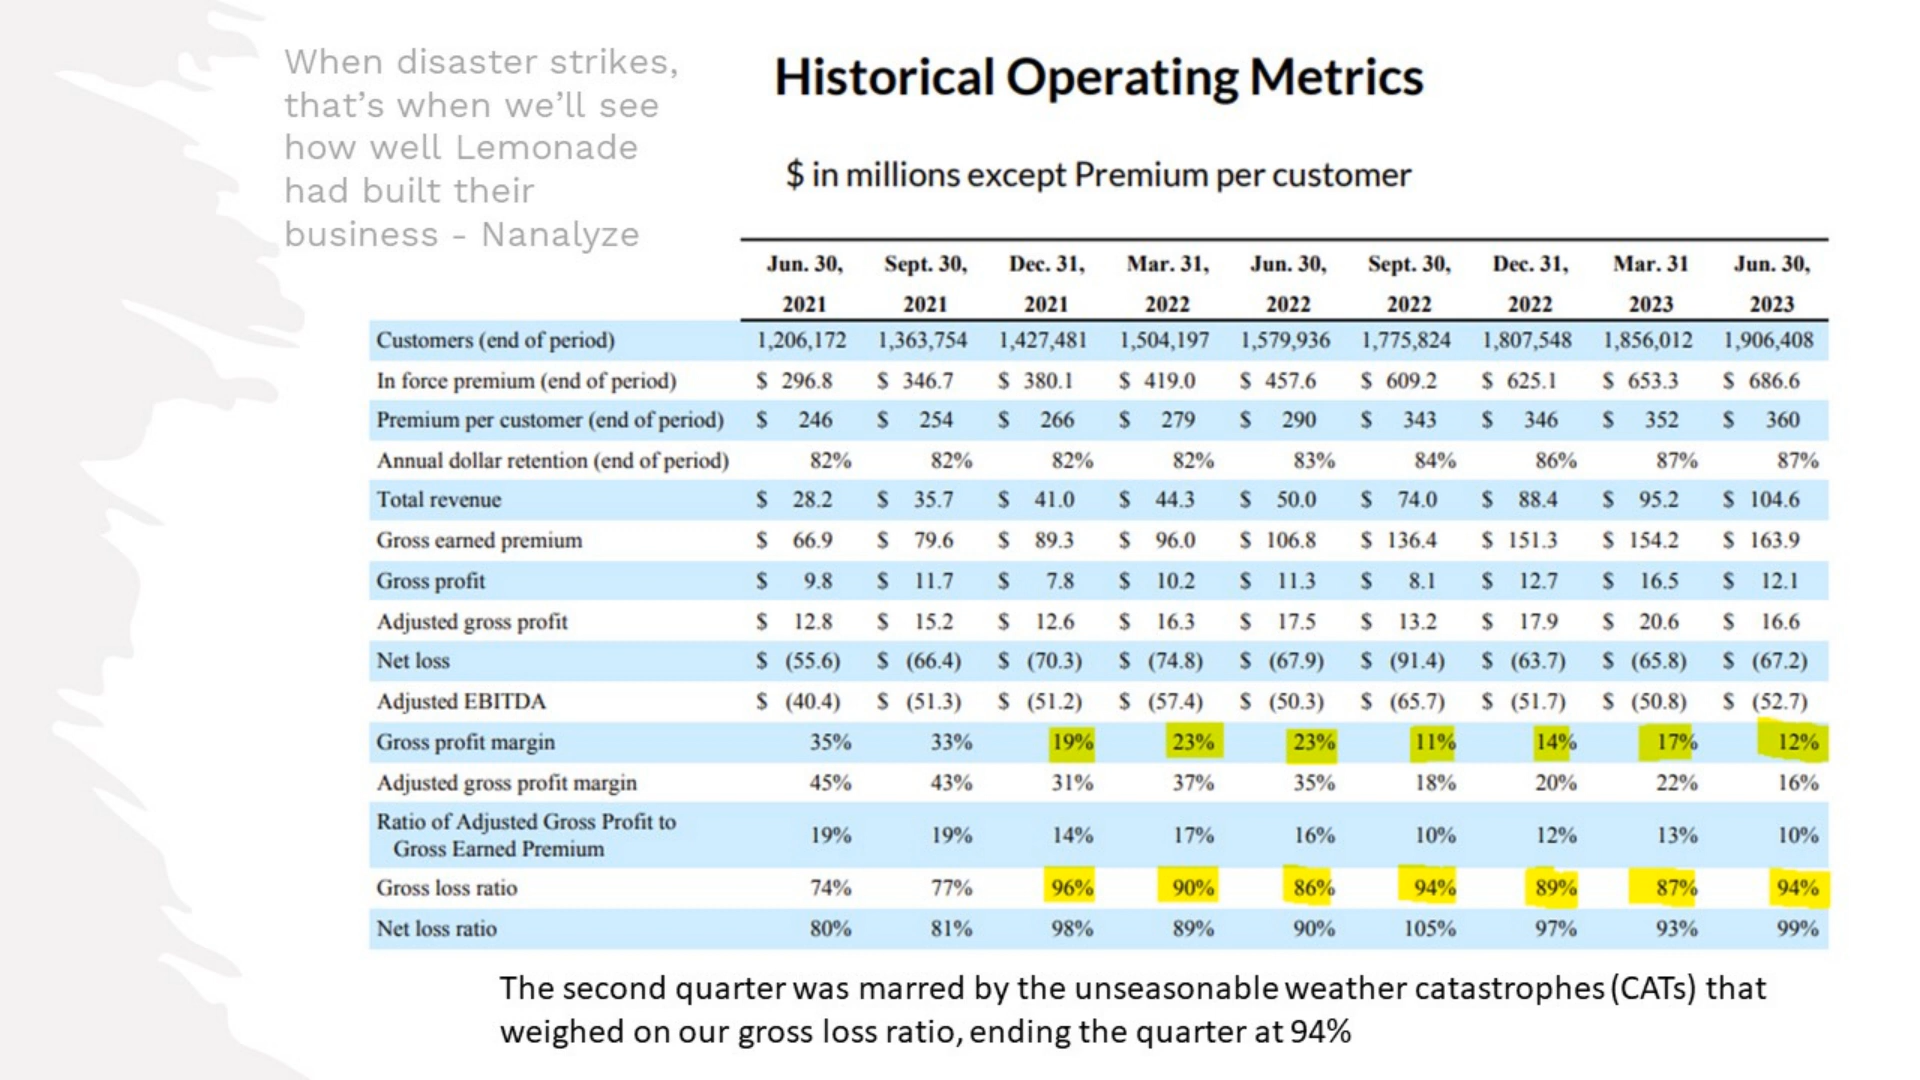 When disaster strikes,
that’s when we’ll see
how well Lemonade
had built their
business - Nanalyze
Historical Operating Metrics
$ in millions except Premium per customer
Jun. 30, Sept. 30, Dec. 31, Mar. 31, Jun. 30, Sept. 30, Dec. 31, Mar. 31 Jun. 30,
2021 2021 2021 2022 2022 2022 2022 2023 2023
Customers (end of period) 1,206,172 1,363,754 1,427,481 1,504,197 1,579,936 1,775,824 1,807,548 1,856,012 1,906,408
In force premium (end of period) $ 296.8 $ 346.7 $ 380.1 $ 419.0 $ 457.6 $ 609.2 $ 625.1 $ 653.3 $ 686.6
Premium per customer (end of period) $ 246 $ 254 $ 266 $ 279 $ 290 $ 343 $ 346 $ 352 $ 360
Annual dollar retention (end of period) 82% 82% 82% 82% 83% 84% 86% 87% 87%
Total revenue $ 28.2 $ 35.7 $ 41.0 $ 44.3 $ 50.0 $ 74.0 $ 88.4 $ 95.2 $ 104.6
Gross earned premium $ 66.9 $ 79.6 $ 89.3 $ 96.0 $ 106.8 $ 136.4 $ 151.3 $ 154.2 $ 163.9
Gross profit $ 9.8 $ 11.7 $ 7.8 $ 10.2 $ 11.3 $ 8.1 $ 12.7 $ 16.5 $ 12.1
Adjusted gross profit $ 12.8 $ 15.2 $ 12.6 $ 16.3 $ 17.5 $ 13.2 $ 17.9 $ 20.6 $ 16.6
Net loss $ (55.6) $ (66.4) $ (70.3) $ (74.8) $ (67.9) $ (91.4) $ (63.7) $ (65.8) $ (67.2)
Adjusted EBITDA $ (40.4) $ (51.3) $ (51.2) $ (57.4) $ (50.3) $ (65.7) $ (51.7) $ (50.8) $ (52.7)
Gross profit margin 35% 33% 19% 23% 23% 11% 14% 17% 12%
Adjusted gross profit margin 45% 43% 31% 37% 35% 18% 20% 22% 16%
Ratio of Adjusted Gross Profit to
Gross Earned Premium 19% 19% 14% 17% 16% 10% 12% 13% 10%
Gross loss ratio 74% 77% 96% 90% 86% 94% 89% 87% 94%
Net loss ratio 80% 81% 98% 89% 90% 105% 97% 93% 99%
The second quarter was marred by the unseasonable weather catastrophes (CATs) that
weighed on our gross loss ratio, ending the quarter at 94%